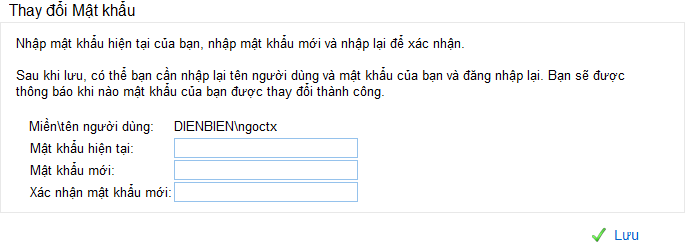 Thay đổi Mật khẩu
Nhập mật khẩu hiện tại của bạn, nhập mật khẩu mới và nhập lại để xác nhận.
Sau khi lưu, có thể bạn cần nhập lại tên người dùng và mật khẩu của bạn và đăng nhập lại. Bạn sẽ được
thông báo khi nào mật khẩu của bạn được thay đổi thành công.
Miền\tên người dùng: DIENBIEN\ngoctx
Mật khẩu hiện tại:
Mật khẩu mới:
Xác nhận mật khẩu mới:
Lưu